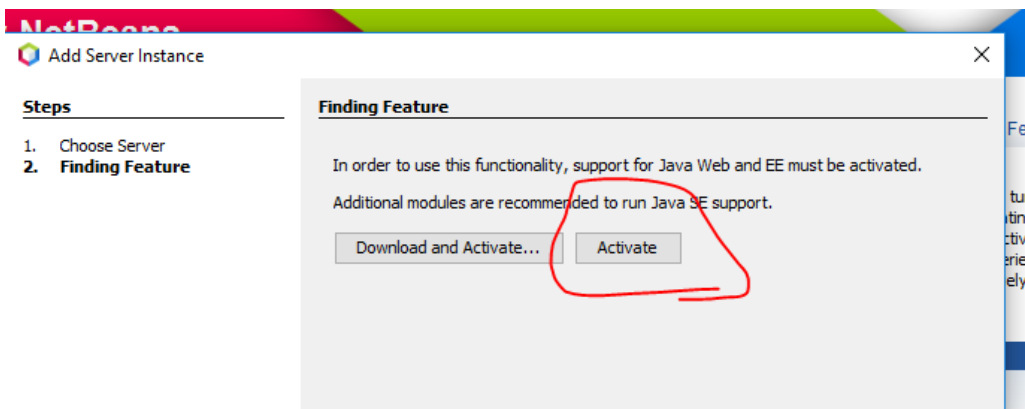 NetBeans
Add Server Instance
Steps
1. Choose Server
2. Finding Feature
Finding Feature
In order to use this functionality, support for Java Web and EE must be activated.
Additional modules are recommended to run Java SE support.
Download and Activate...
Activate
Fe